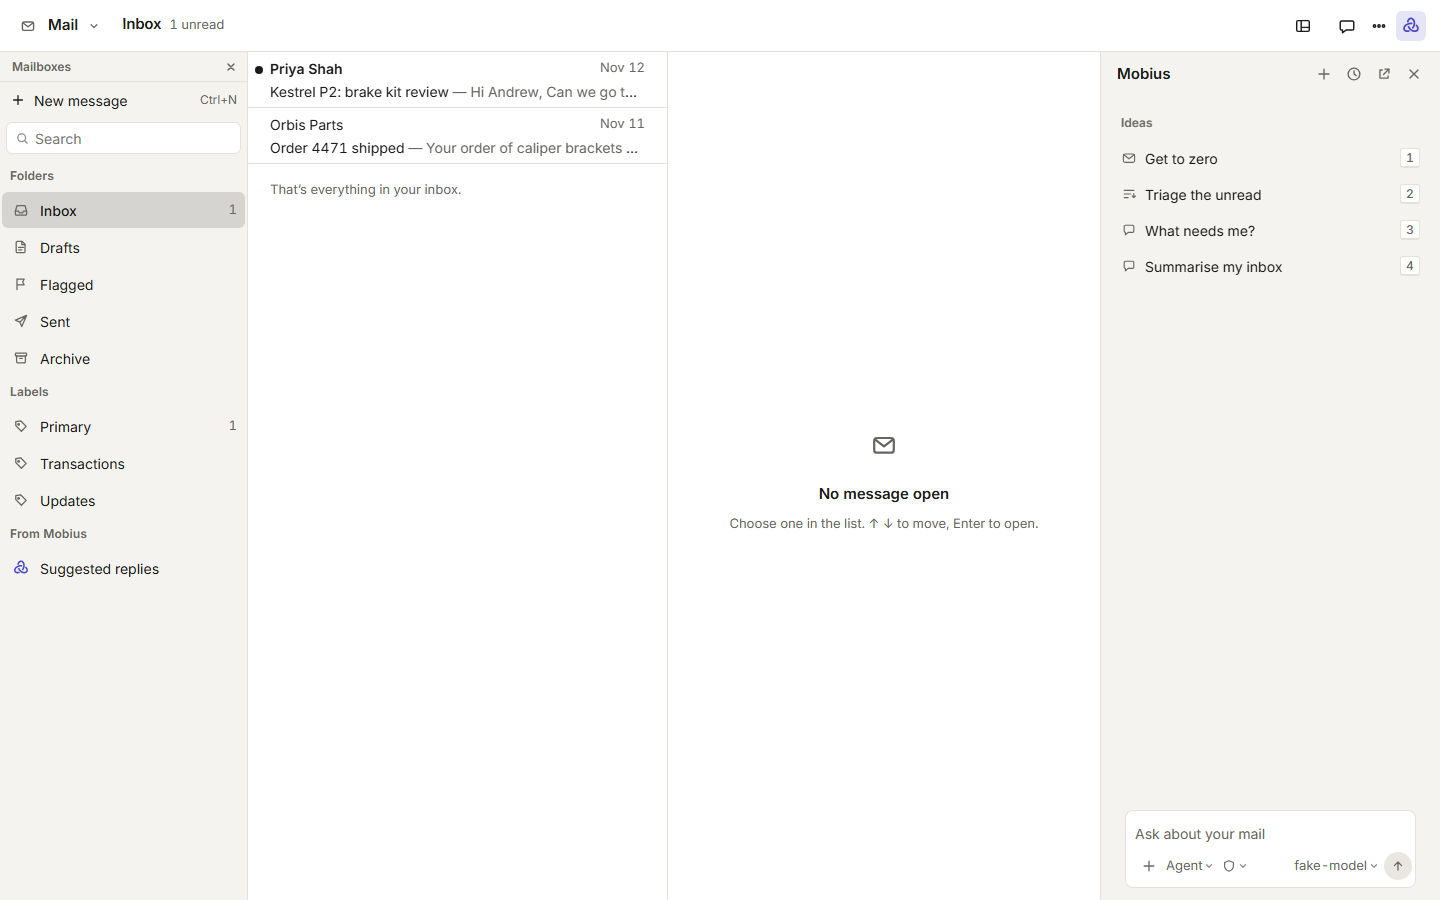 Mail
Inbox 1 unread
Mailboxes
New message Ctrl+N
Search
Folders
Inbox 1
Drafts
Flagged
Sent
Archive
Labels
Primary 1
Transactions
Updates
From Mobius
Suggested replies
Priya Shah Nov 12
Kestrel P2: brake kit review — Hi Andrew, Can we go t...
Orbis Parts Nov 11
Order 4471 shipped — Your order of caliper brackets ...
That's everything in your inbox.
No message open
Choose one in the list. ↑ ↓ to move, Enter to open.
Mobius
Ideas
Get to zero 1
Triage the unread 2
What needs me? 3
Summarise my inbox 4
Ask about your mail
Agent fake-model